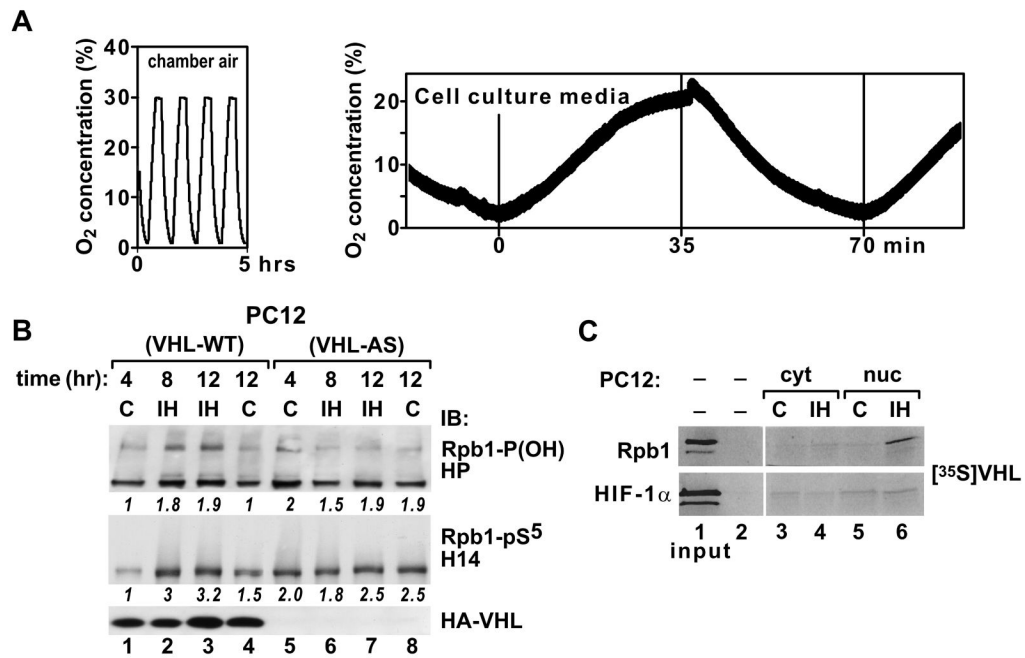 A
O2 concentration (%)
40
30
20
10
0
chamber air
0
5 hrs
O2 concentration (%)
20
10
0
Cell culture media
0
35
70 min
B
PC12
(VHL-WT)
(VHL-AS)
time (hr): 4 8 12 12 4 8 12 12
C IH IH C C IH IH C
IB:
Rpb1-P(OH)
HP
1 1.8 1.9 1 2 1.5 1.9 1.9
Rpb1-pS5
H14
1 3 3.2 1.5 2.0 1.8 2.5 2.5
HA-VHL
1 2 3 4 5 6 7 8
C
PC12: – – cyt nuc
– – C IH C IH
Rpb1
[35S]VHL
HIF-1α
1 2 3 4 5 6
input